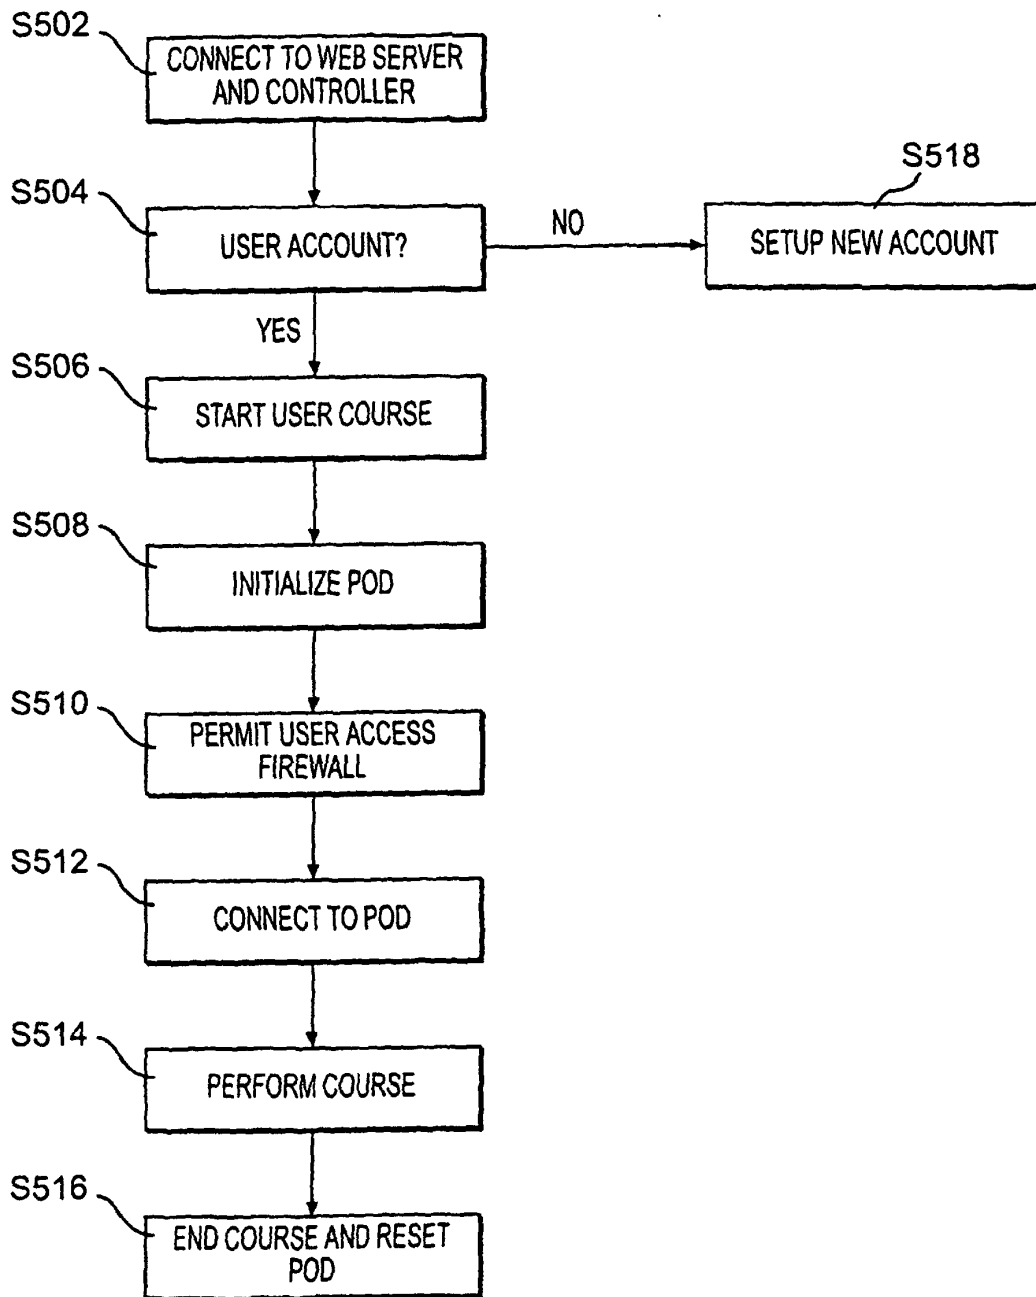 S502
CONNECT TO WEB SERVER
AND CONTROLLER
S518
S504
USER ACCOUNT?
NO
SETUP NEW ACCOUNT
YES
S506
START USER COURSE
S508
INITIALIZE POD
S510
PERMIT USER ACCESS
FIREWALL
S512
CONNECT TO POD
S514
PERFORM COURSE
S516
END COURSE AND RESET
POD